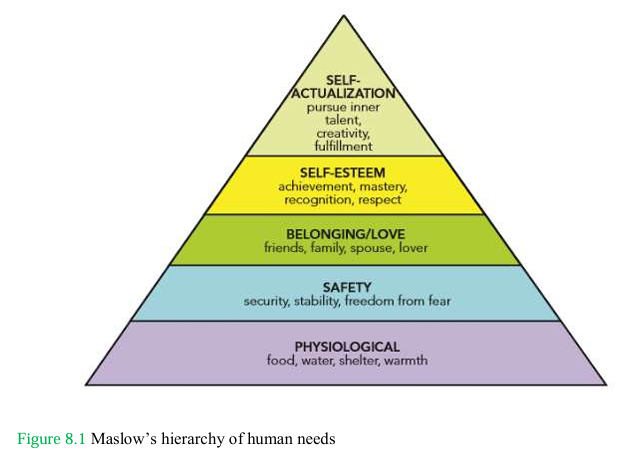 SELF-
ACTUALIZATION
pursue inner
talent,
creativity,
fulfillment
SELF-ESTEEM
achievement, mastery,
recognition, respect
BELONGING/LOVE
friends, family, spouse, lover
SAFETY
security, stability, freedom from fear
PHYSIOLOGICAL
food, water, shelter, warmth
Figure 8.1 Maslow’s hierarchy of human needs